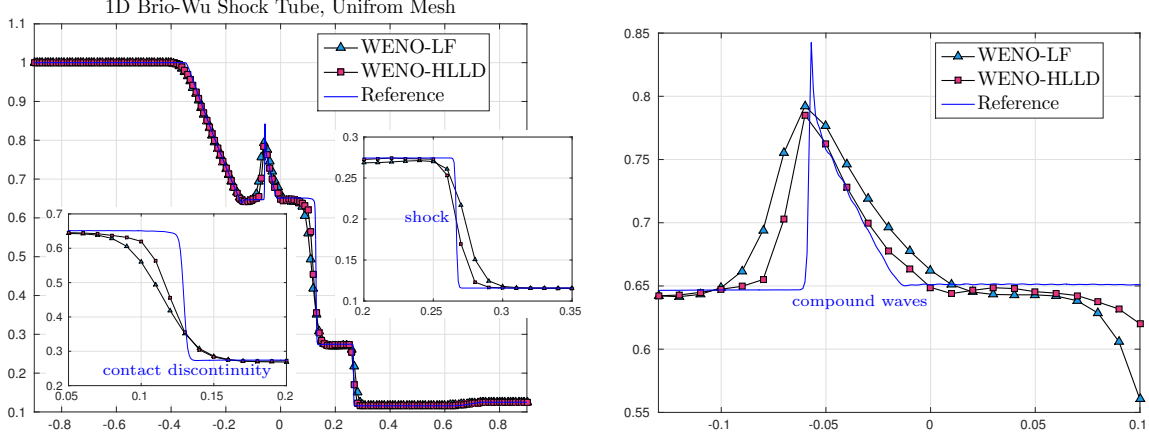 1D Brio-Wu Shock Tube, Unifrom Mesh
1.1
1
0.9
0.8
0.7
0.6
0.5
0.4
0.3
0.2
0.1
-0.8 -0.6 -0.4 -0.2 0 0.2 0.4 0.6 0.8
WENO-LF
WENO-HLLD
Reference
0.3
0.2
0.1
0.2 0.25 0.3 0.35
shock
0.7
0.6
0.5
0.4
0.3
0.2
0.05 0.1 0.15 0.2
contact discontinuity
0.85
0.8
0.75
0.7
0.65
0.6
0.55
-0.1 -0.05 0 0.05 0.1
WENO-LF
WENO-HLLD
Reference
compound waves